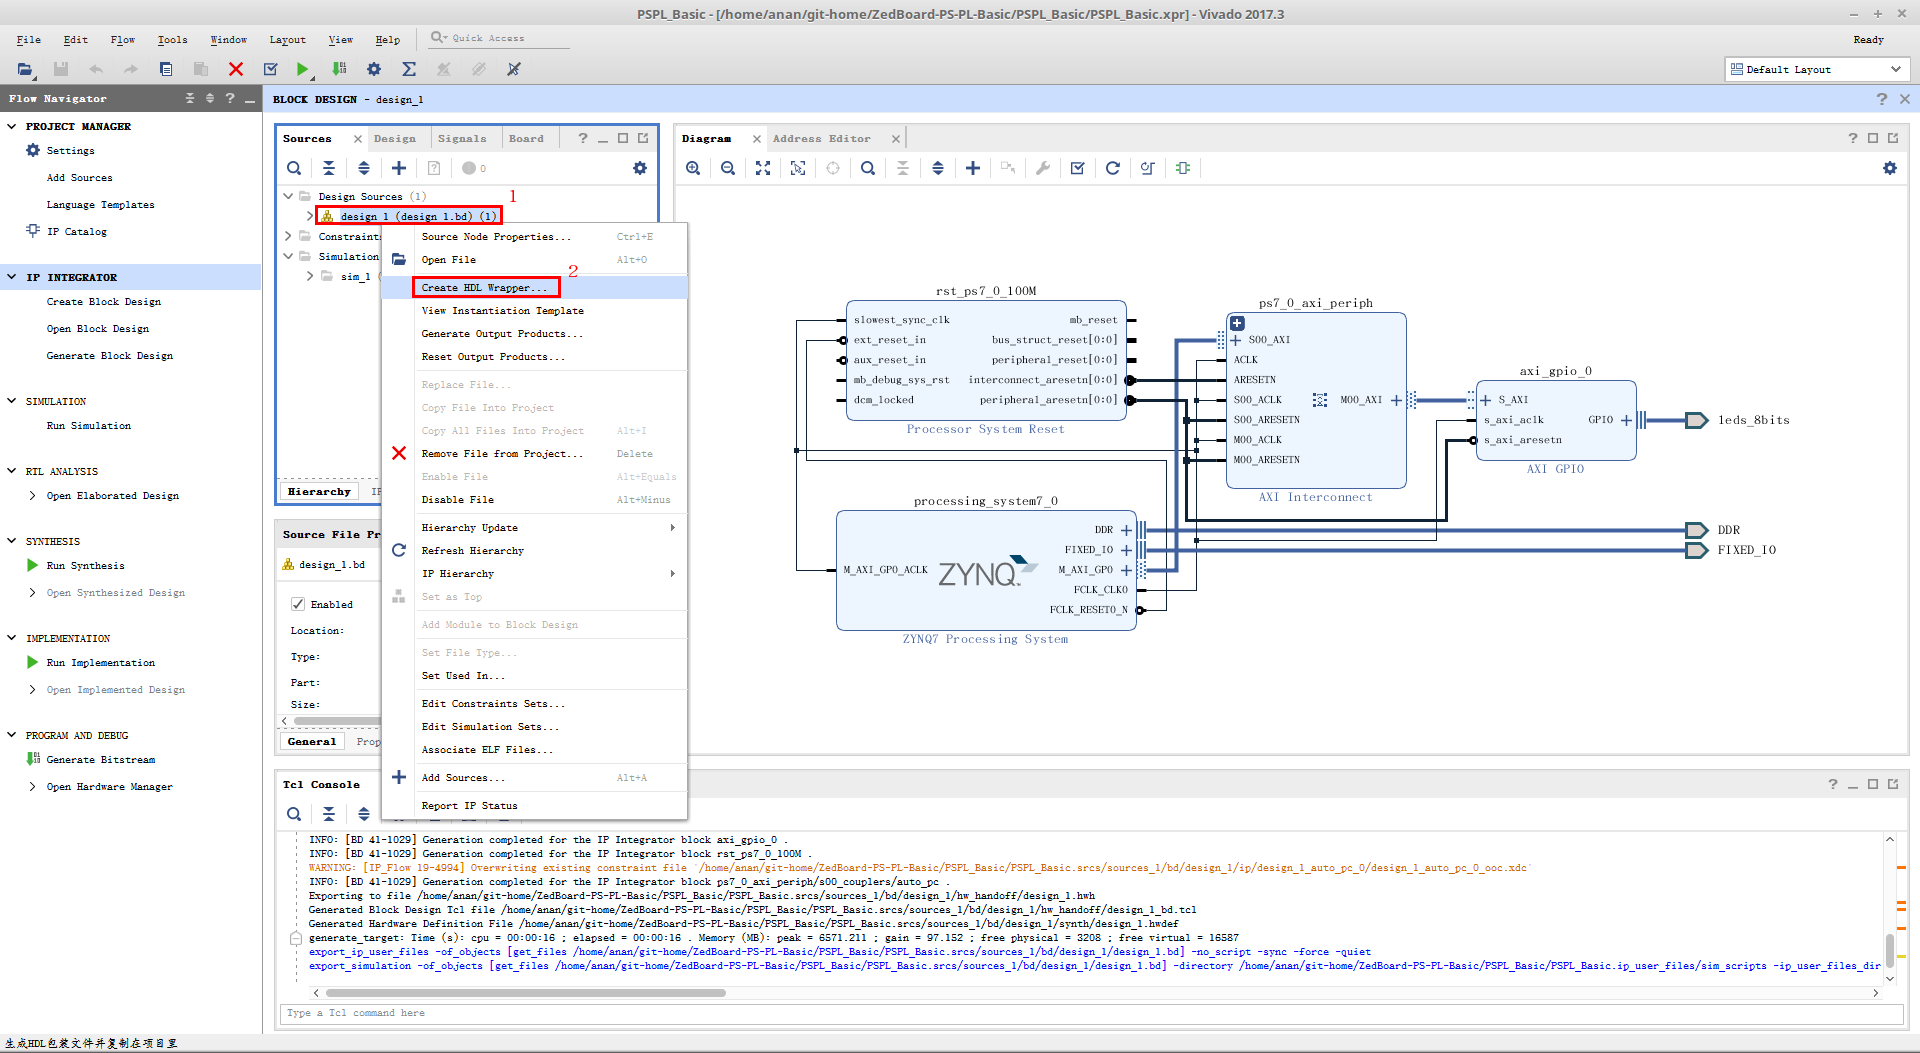 PSPL_Basic - [/home/anan/git-home/ZedBoard-PS-PL-Basic/PSPL_Basic/PSPL_Basic.xpr] - Vivado 2017.3
File Edit Flow Tools Window Layout View Help Quick Access
Ready
Default Layout
Flow Navigator
PROJECT MANAGER
Settings
Add Sources
Language Templates
IP Catalog
IP INTEGRATOR
Create Block Design
Open Block Design
Generate Block Design
SIMULATION
Run Simulation
RTL ANALYSIS
Open Elaborated Design
SYNTHESIS
Run Synthesis
Open Synthesized Design
IMPLEMENTATION
Run Implementation
Open Implemented Design
PROGRAM AND DEBUG
Generate Bitstream
Open Hardware Manager
BLOCK DESIGN - design_1
Sources Design Signals Board
0
Design Sources (1)
1
design_1 (design_1.bd) (1)
Constraints
Simulation
sim_1
Hierarchy
Source File Pr
design_1.bd
Enabled
Location:
Type:
Part:
Size:
General Prop
Source Node Properties... Ctrl+E
Open File Alt+O
2
Create HDL Wrapper...
View Instantiation Template
Generate Output Products...
Reset Output Products...
Replace File...
Copy File Into Project
Copy All Files Into Project Alt+I
Remove File from Project... Delete
Enable File Alt+Equals
Disable File Alt+Minus
Hierarchy Update
Refresh Hierarchy
IP Hierarchy
Set as Top
Add Module to Block Design
Set File Type...
Set Used In...
Edit Constraints Sets...
Edit Simulation Sets...
Associate ELF Files...
Add Sources... Alt+A
Report IP Status
Diagram Address Editor
rst_ps7_0_100M
slowest_sync_clk mb_reset
ext_reset_in bus_struct_reset[0:0]
aux_reset_in peripheral_reset[0:0]
mb_debug_sys_rst interconnect_aresetn[0:0]
dcm_locked peripheral_aresetn[0:0]
Processor System Reset
ps7_0_axi_periph
S00_AXI
ACLK
ARESETN
S00_ACLK M00_AXI
S00_ARESETN
M00_ACLK
M00_ARESETN
AXI Interconnect
axi_gpio_0
S_AXI
s_axi_aclk GPIO
s_axi_aresetn
AXI GPIO
leds_8bits
processing_system7_0
DDR
FIXED_IO
M_AXI_GP0_ACLK ZYNQ M_AXI_GP0
FCLK_CLK0
FCLK_RESET0_N
ZYNQ7 Processing System
DDR
FIXED_IO
Tcl Console
INFO: [BD 41-1029] Generation completed for the IP Integrator block axi_gpio_0 .
INFO: [BD 41-1029] Generation completed for the IP Integrator block rst_ps7_0_100M .
WARNING: [IP_Flow 19-4994] Overwriting existing constraint file '/home/anan/git-home/ZedBoard-PS-PL-Basic/PSPL_Basic/PSPL_Basic.srcs/sources_1/bd/design_1/ip/design_1_auto_pc_0/design_1_auto_pc_0_ooc.xdc'
INFO: [BD 41-1029] Generation completed for the IP Integrator block ps7_0_axi_periph/s00_couplers/auto_pc .
Exporting to file /home/anan/git-home/ZedBoard-PS-PL-Basic/PSPL_Basic/PSPL_Basic.srcs/sources_1/bd/design_1/hw_handoff/design_1.hwh
Generated Block Design Tcl file /home/anan/git-home/ZedBoard-PS-PL-Basic/PSPL_Basic/PSPL_Basic.srcs/sources_1/bd/design_1/hw_handoff/design_1_bd.tcl
Generated Hardware Definition File /home/anan/git-home/ZedBoard-PS-PL-Basic/PSPL_Basic/PSPL_Basic.srcs/sources_1/bd/design_1/synth/design_1.hwdef
generate_target: Time (s): cpu = 00:00:16 ; elapsed = 00:00:16 . Memory (MB): peak = 6571.211 ; gain = 97.152 ; free physical = 3208 ; free virtual = 16587
export_ip_user_files -of_objects [get_files /home/anan/git-home/ZedBoard-PS-PL-Basic/PSPL_Basic/PSPL_Basic.srcs/sources_1/bd/design_1/design_1.bd] -no_script -sync -force -quiet
export_simulation -of_objects [get_files /home/anan/git-home/ZedBoard-PS-PL-Basic/PSPL_Basic/PSPL_Basic.srcs/sources_1/bd/design_1/design_1.bd] -directory /home/anan/git-home/ZedBoard-PS-PL-Basic/PSPL_Basic/PSPL_Basic.ip_user_files/sim_scripts -ip_user_files_dir
Type a Tcl command here
生成HDL包装文件并复制在项目里